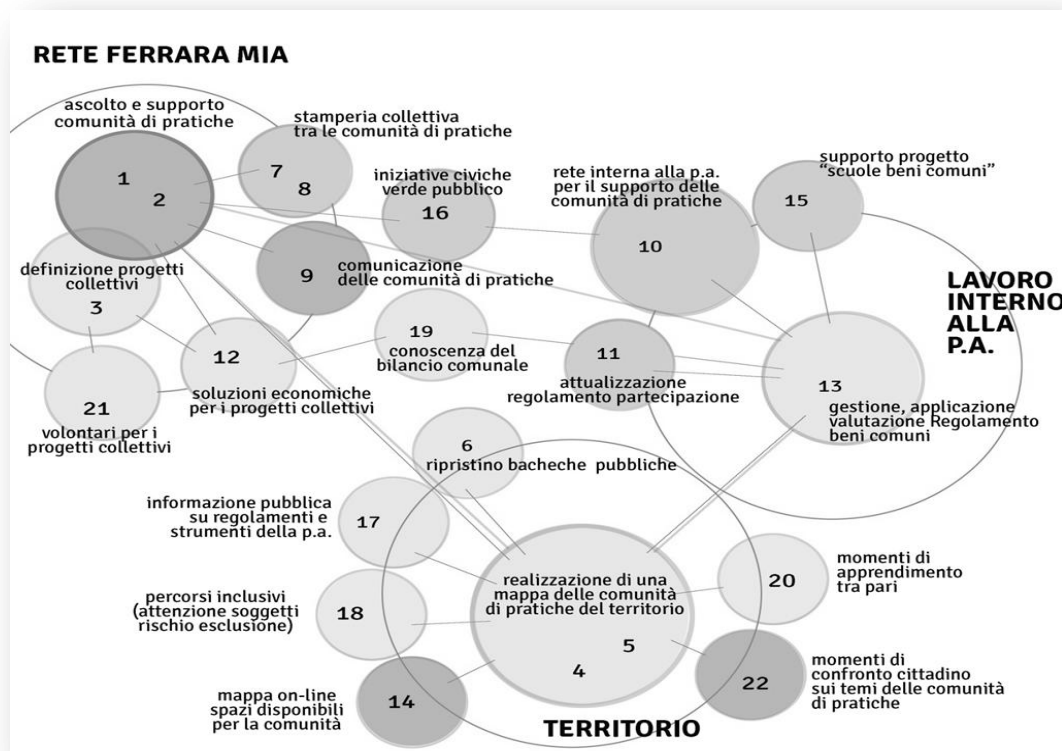 RETE FERRARA MIA
ascolto e supporto
comunità di pratiche
1
2
stamperia collettiva
tra le comunità di pratiche
7
8
iniziative civiche
verde pubblico
16
rete interna alla p.a.
per il supporto delle
comunità di pratiche
10
supporto progetto
“scuole beni comuni”
15
definizione progetti
collettivi
3
9
comunicazione
delle comunità di pratiche
LAVORO
INTERNO
ALLA
P.A.
12
soluzioni economiche
per i progetti collettivi
19
conoscenza del
bilancio comunale
11
attualizzazione
regolamento partecipazione
13
gestione, applicazione
valutazione Regolamento
beni comuni
21
volontari per i
progetti collettivi
6
ripristino bacheche pubbliche
informazione pubblica
su regolamenti e
strumenti della p.a.
17
realizzazione di una
mappa delle comunità
di pratiche del territorio
5
4
20
momenti di
apprendimento
tra pari
percorsi inclusivi
(attenzione soggetti
rischio esclusione)
18
mappa on-line
spazi disponibili
per la comunità
14
22
momenti di
confronto cittadino
sui temi delle comunità
di pratiche
TERRITORIO